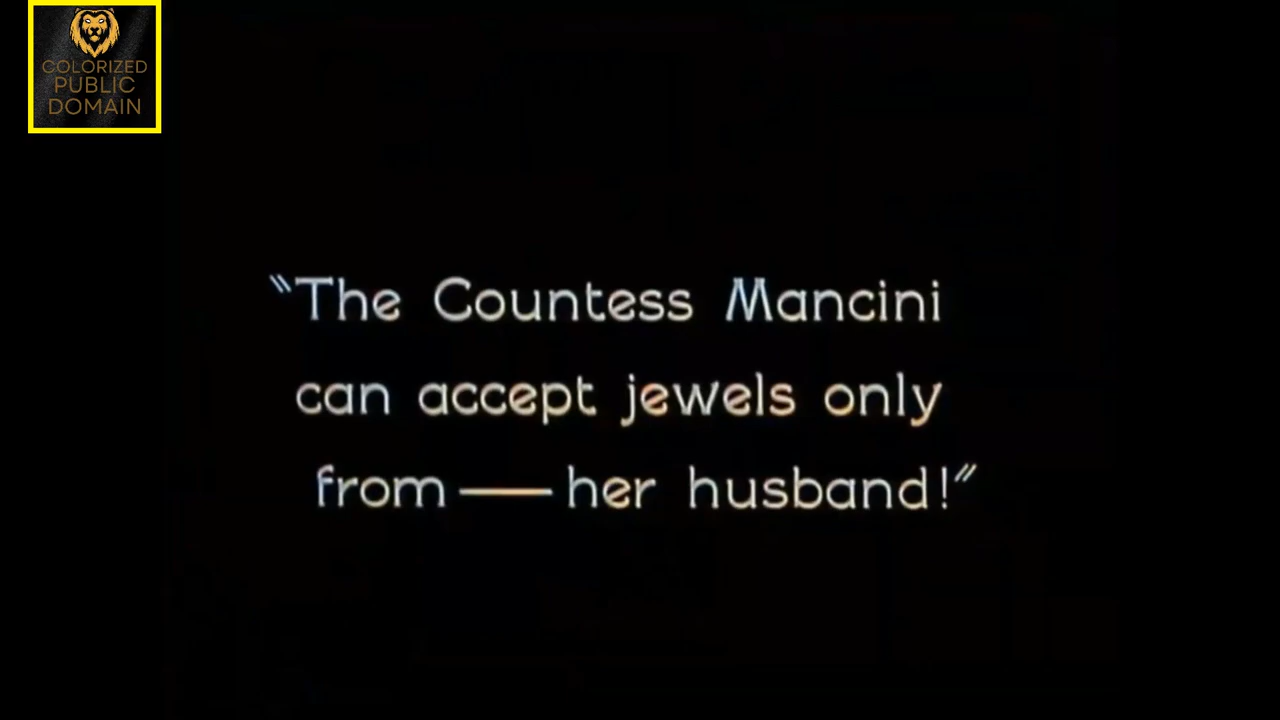 COLORIZED
PUBLIC
DOMAIN
"The Countess Mancini
can accept jewels only
from — her husband!"